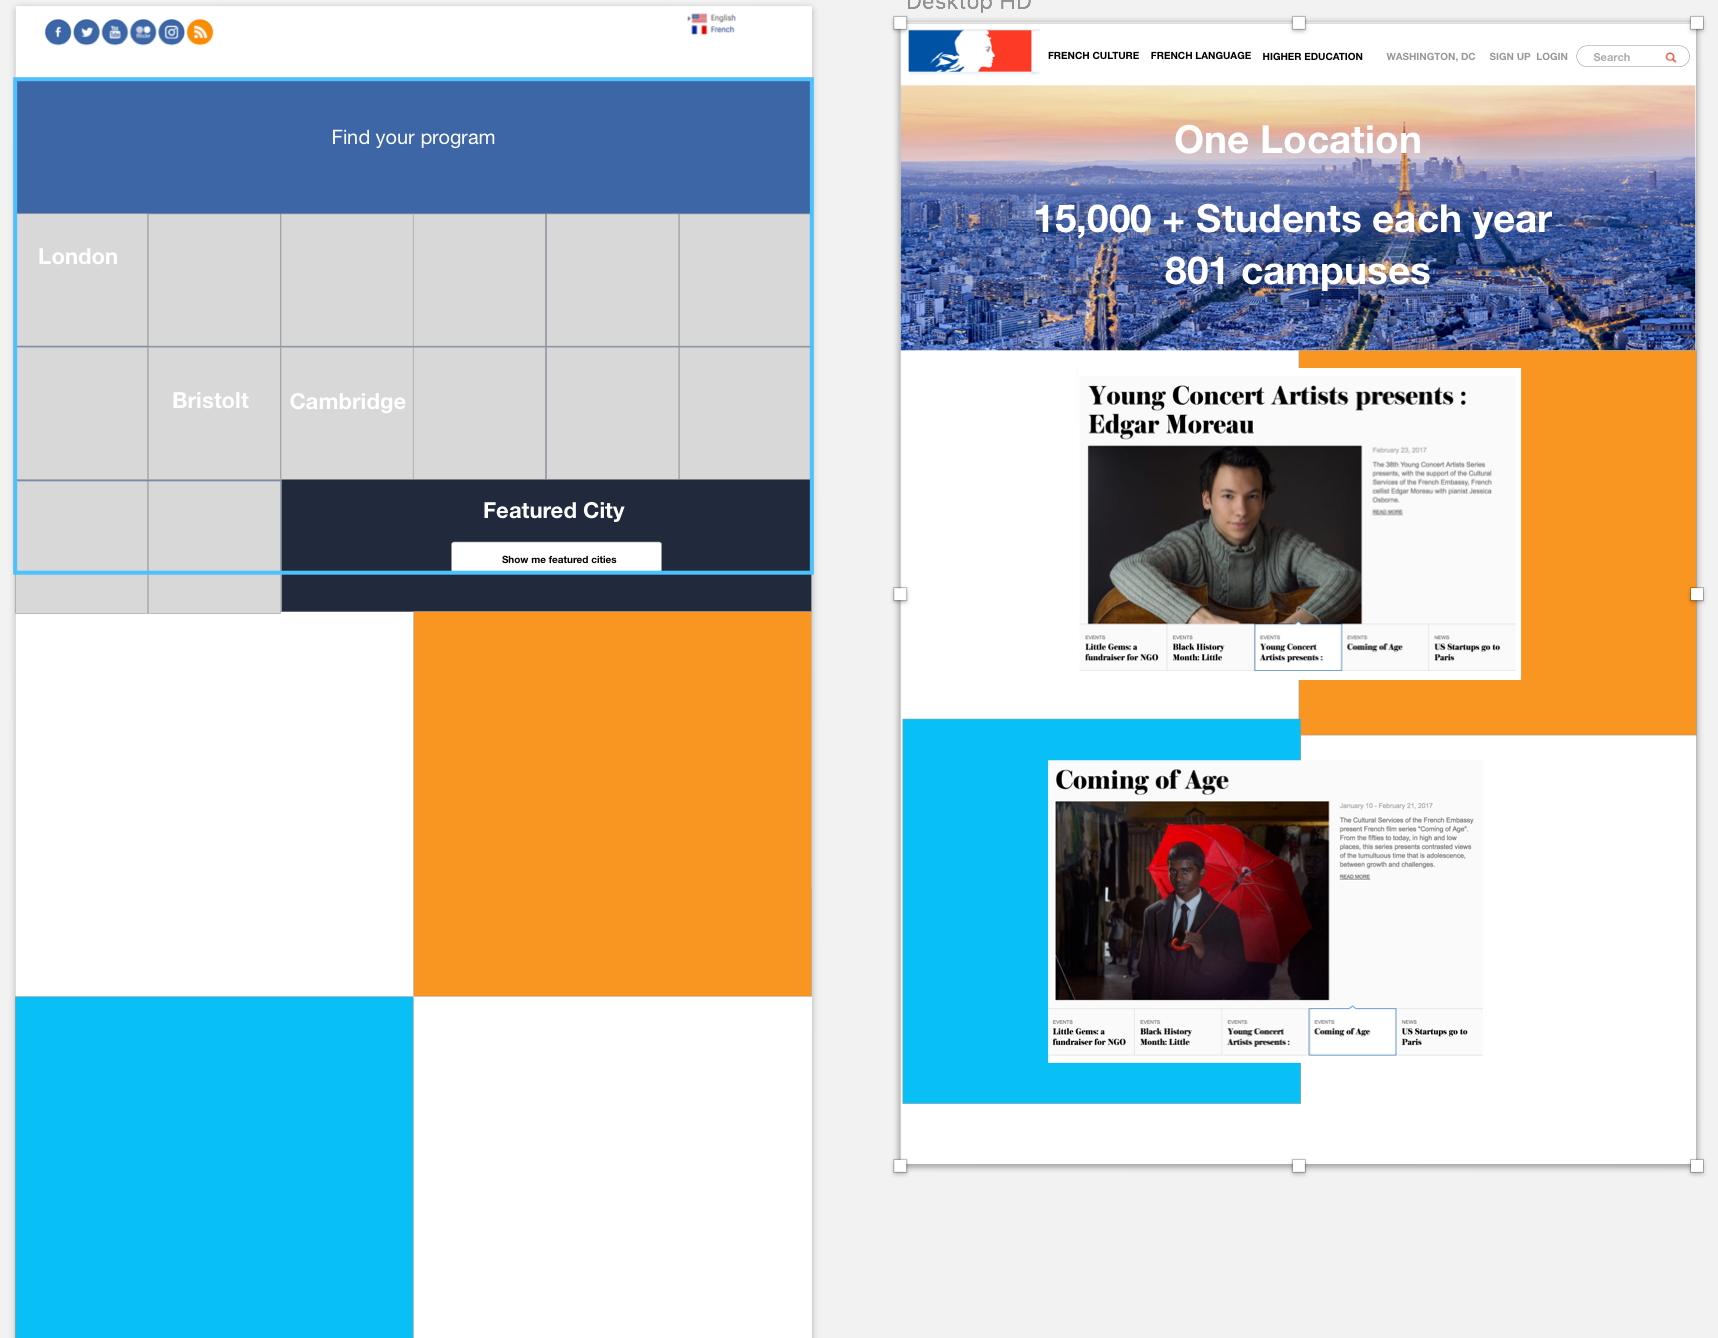 English
French
Find your program
London
Bristolt
Cambridge
Featured City
Show me featured cities
Desktop HD
FRENCH CULTURE
FRENCH LANGUAGE
HIGHER EDUCATION
WASHINGTON, DC
SIGN UP
LOGIN
Search
One Location
15,000 + Students each year
801 campuses
Young Concert Artists presents :
Edgar Moreau
February 23, 2017
The 38th Young Concert Artists Series
presents, with the support of the Cultural
Services of the French Embassy, French
cellist Edgar Moreau with pianist Jessica
Osborne.
READ MORE
EVENTS
Little Gems: a
fundraiser for NGO
EVENTS
Black History
Month: Little
EVENTS
Young Concert
Artists presents :
EVENTS
Coming of Age
NEWS
US Startups go to
Paris
Coming of Age
January 10 - February 21, 2017
The Cultural Services of the French Embassy
present French film series "Coming of Age".
From the fifties to today, in high and low
places, this series presents contrasted views
of the tumultuous time that is adolescence,
between growth and challenges.
READ MORE
EVENTS
Little Gems: a
fundraiser for NGO
EVENTS
Black History
Month: Little
EVENTS
Young Concert
Artists presents :
EVENTS
Coming of Age
NEWS
US Startups go to
Paris